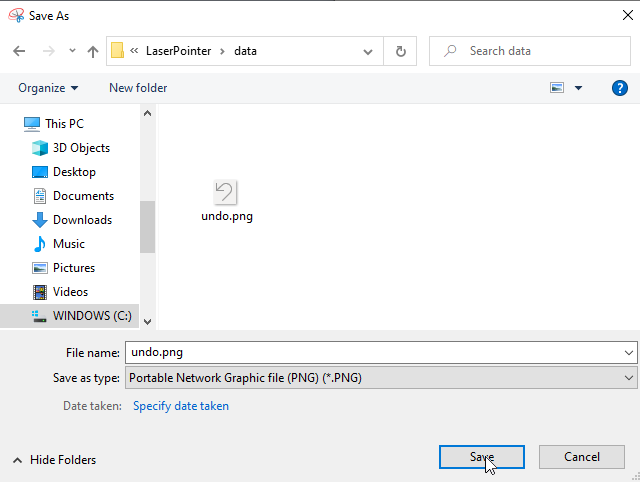 Save As
« LaserPointer › data
Search data
Organize
New folder
?
This PC
3D Objects
Desktop
Documents
Downloads
Music
Pictures
Videos
WINDOWS (C:)
undo.png
File name: undo.png
Save as type: Portable Network Graphic file (PNG) (*.PNG)
Date taken: Specify date taken
Hide Folders
Save
Cancel